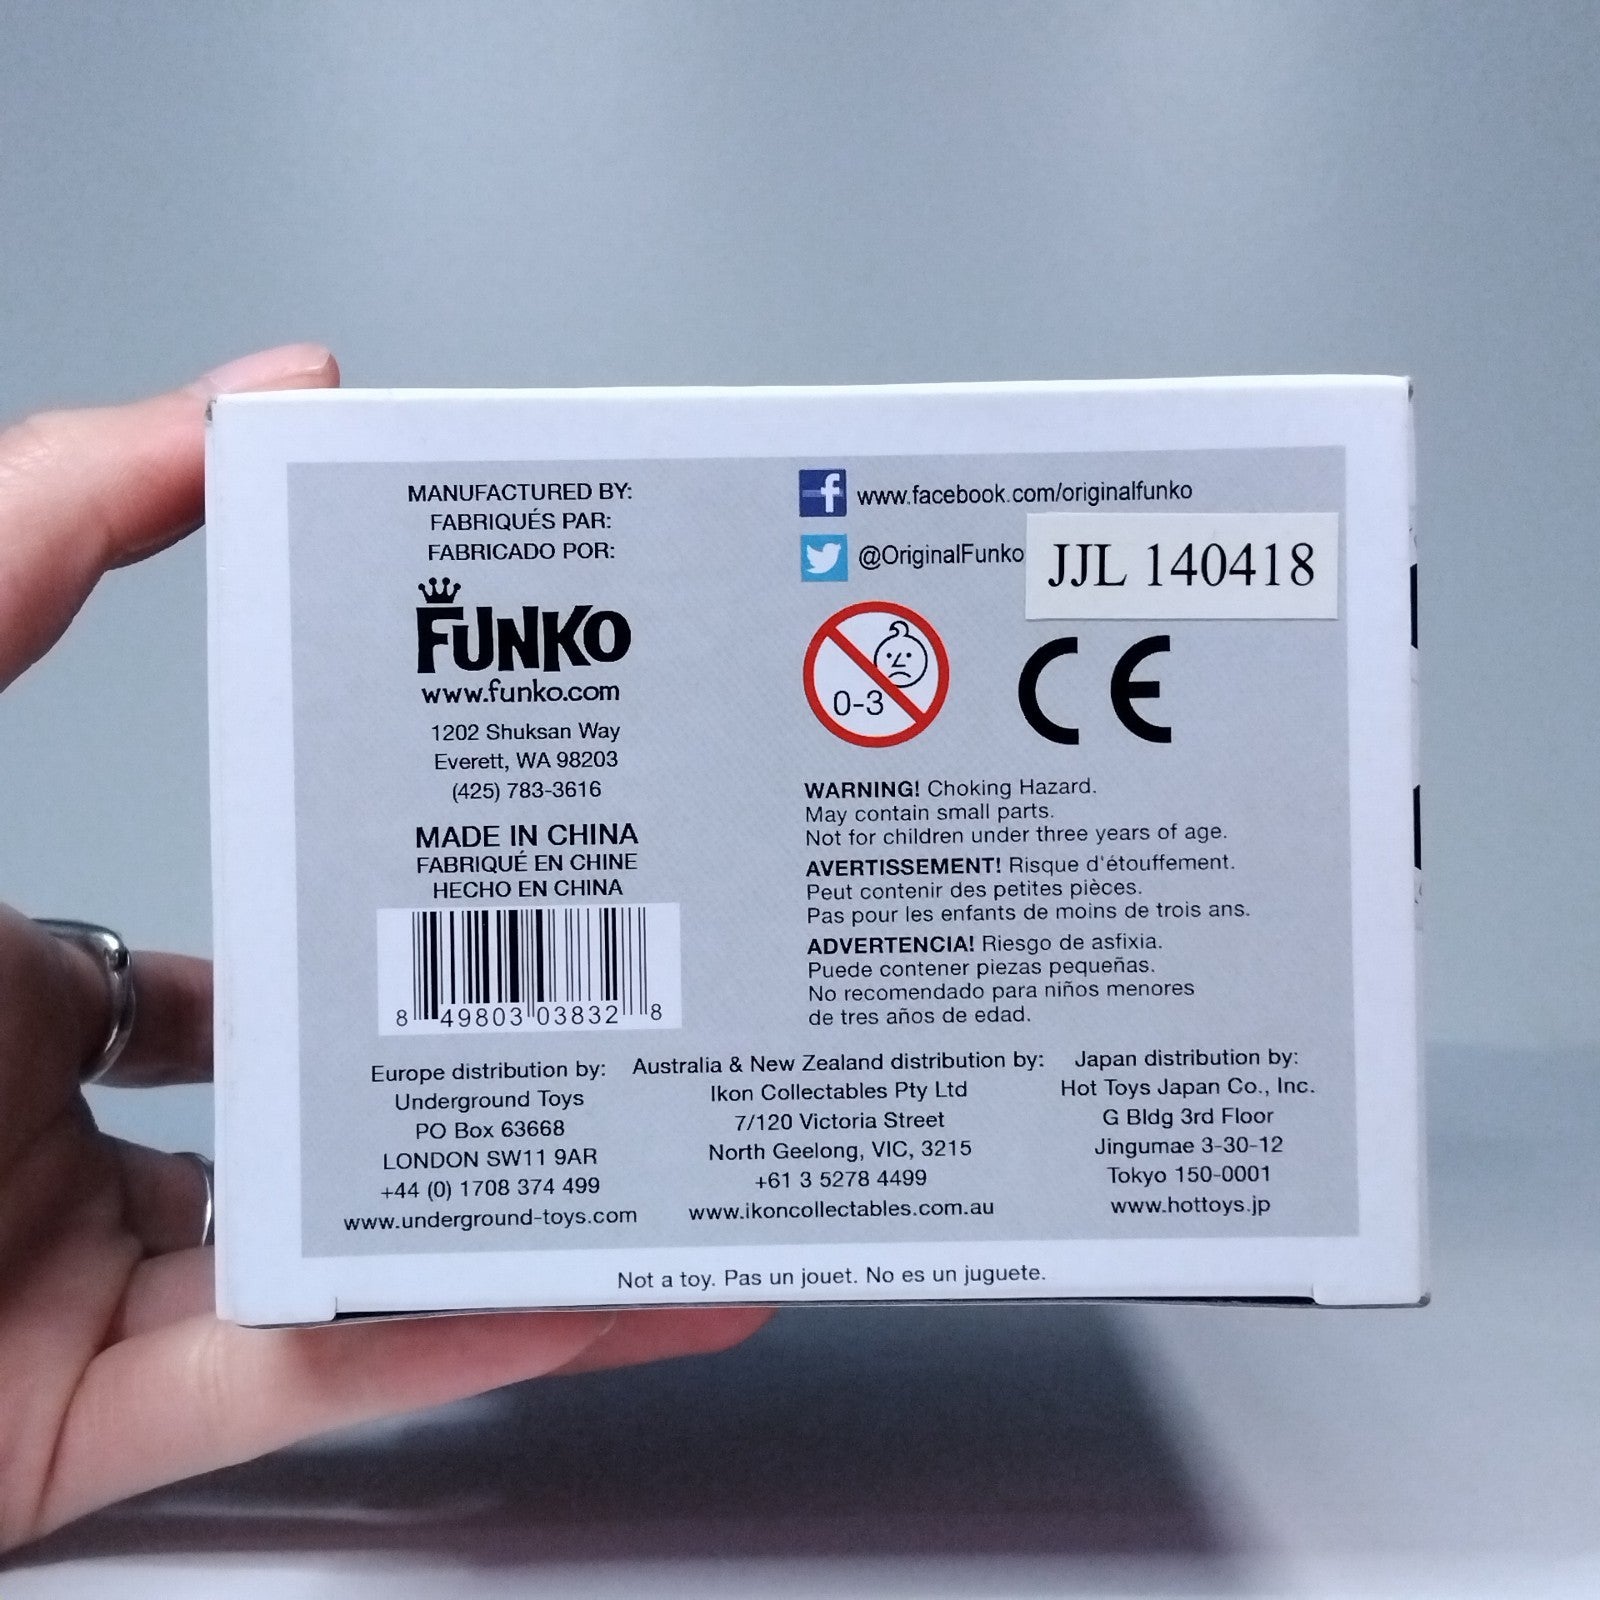 MANUFACTURED BY:
FABRIQUÉS PAR:
FABRICADO POR:
FUNKO
www.funko.com
1202 Shuksan Way
Everett, WA 98203
(425) 783-3616
MADE IN CHINA
FABRIQUÉ EN CHINE
HECHO EN CHINA
8 49803 03832 8
f www.facebook.com/originalfunko
@OriginalFunko
JJL 140418
0-3
CE
WARNING! Choking Hazard.
May contain small parts.
Not for children under three years of age.
AVERTISSEMENT! Risque d'étouffement.
Peut contenir des petites pièces.
Pas pour les enfants de moins de trois ans.
ADVERTENCIA! Riesgo de asfixia.
Puede contener piezas pequeñas.
No recomendado para niños menores
de tres años de edad.
Europe distribution by:
Underground Toys
PO Box 63668
LONDON SW11 9AR
+44 (0) 1708 374 499
www.underground-toys.com
Australia & New Zealand distribution by:
Ikon Collectables Pty Ltd
7/120 Victoria Street
North Geelong, VIC, 3215
+61 3 5278 4499
www.ikoncollectables.com.au
Japan distribution by:
Hot Toys Japan Co., Inc.
G Bldg 3rd Floor
Jingumae 3-30-12
Tokyo 150-0001
www.hottoys.jp
Not a toy. Pas un jouet. No es un juguete.